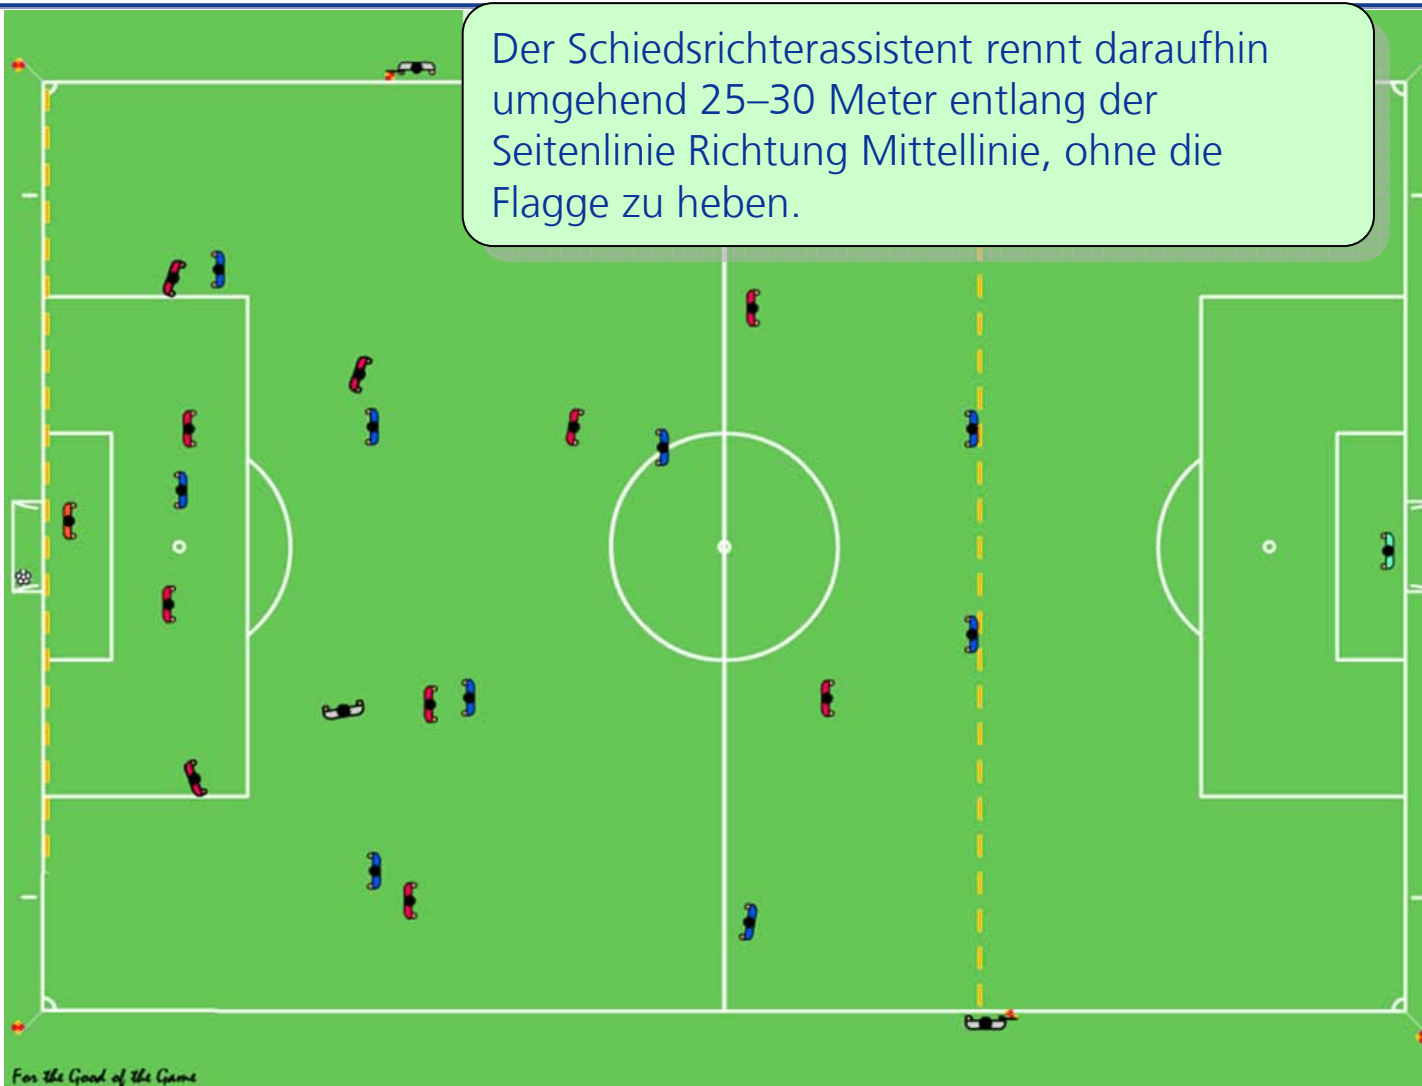 Der Schiedsrichterassistent rennt daraufhin
umgehend 25–30 Meter entlang der
Seitenlinie Richtung Mittellinie, ohne die
Flagge zu heben.
For the Good of the Game